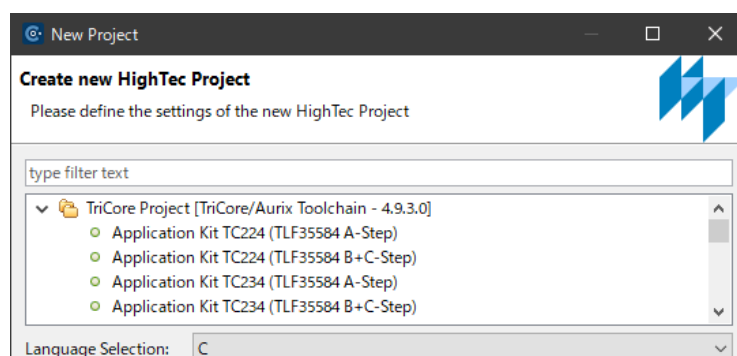 New Project
Create new HighTec Project
Please define the settings of the new HighTec Project
type filter text
TriCore Project [TriCore/Aurix Toolchain - 4.9.3.0]
Application Kit TC224 (TLF35584 A-Step)
Application Kit TC224 (TLF35584 B+C-Step)
Application Kit TC234 (TLF35584 A-Step)
Application Kit TC234 (TLF35584 B+C-Step)
Language Selection: C